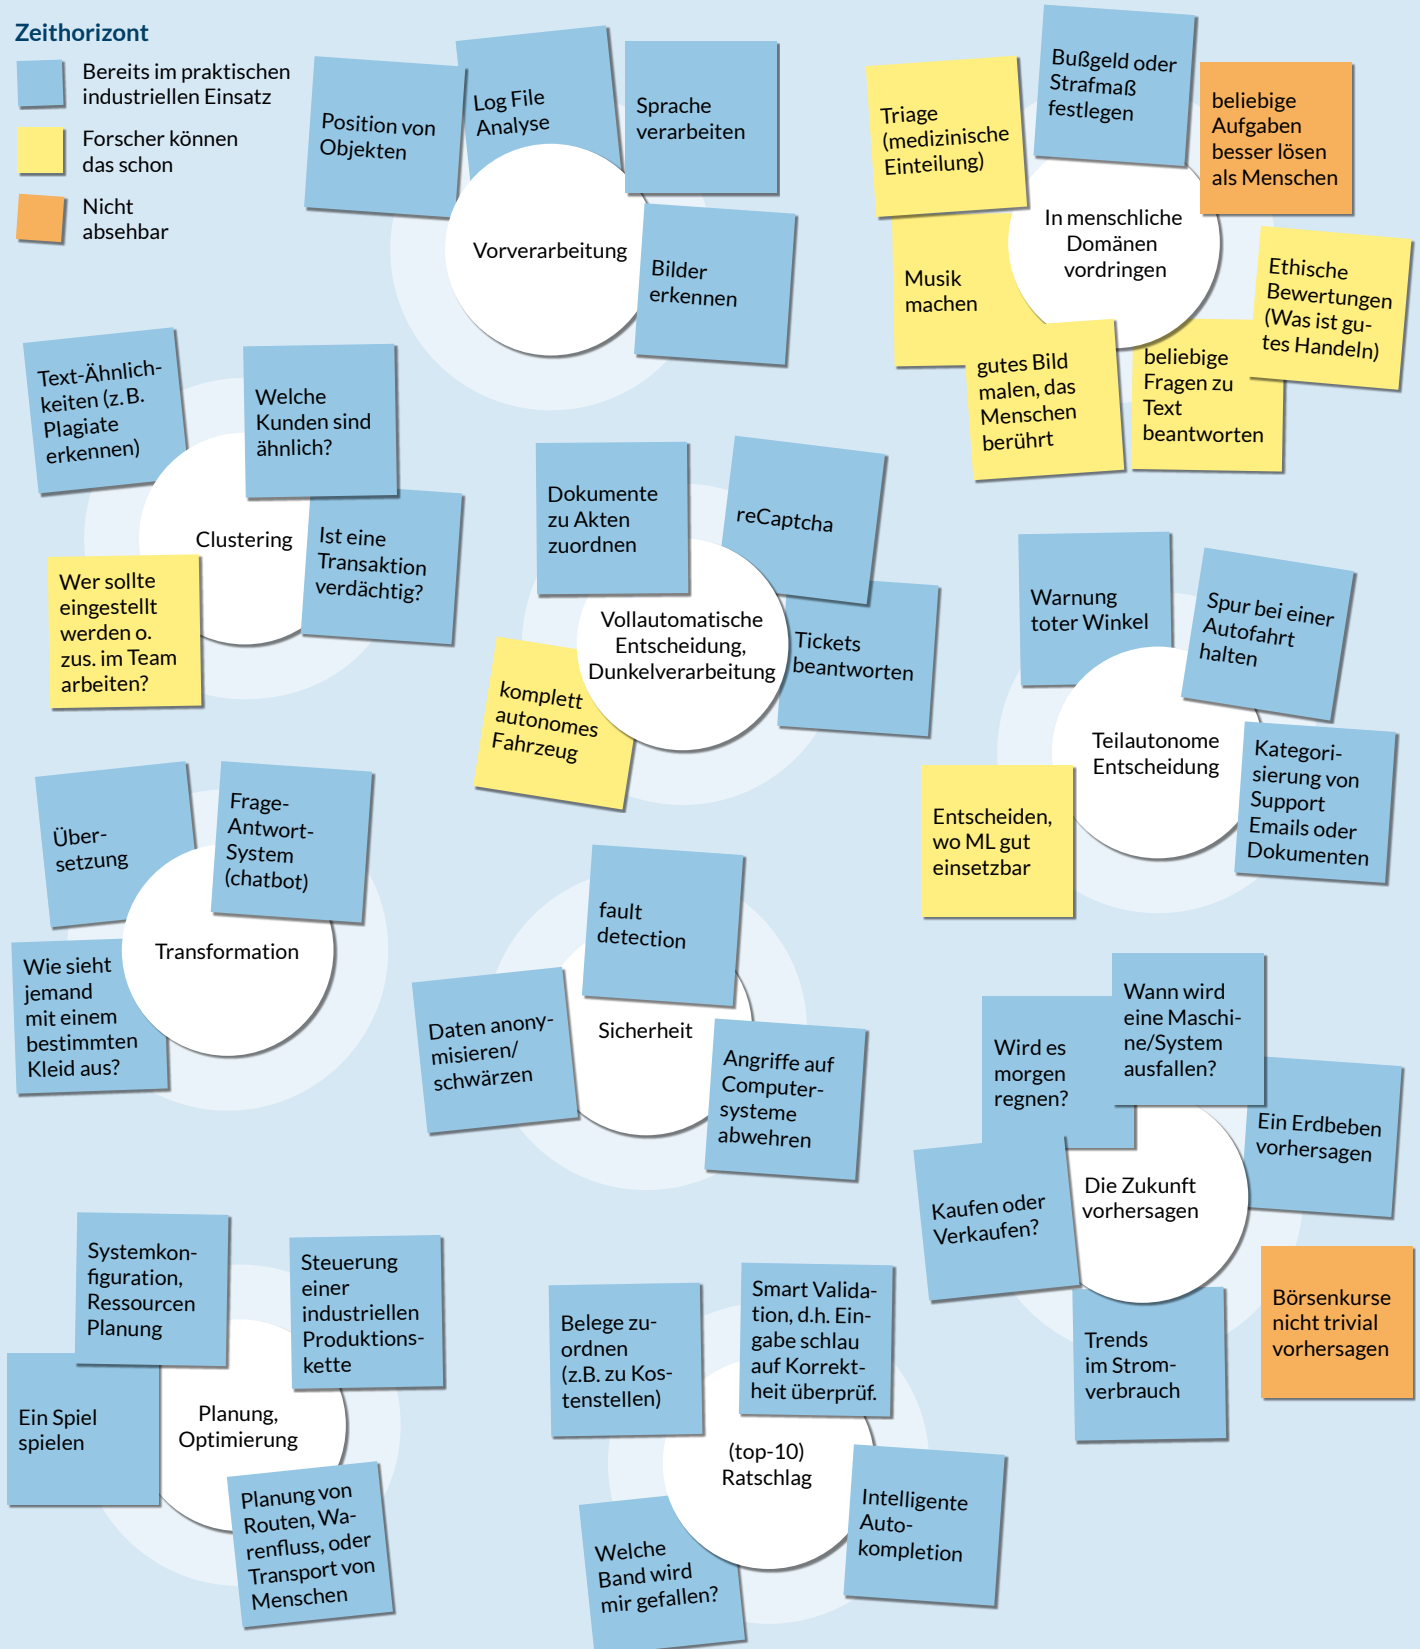 Zeithorizont
Bereits im praktischen
industriellen Einsatz
Forscher können
das schon
Nicht
absehbar
Position von
Objekten
Log File
Analyse
Sprache
verarbeiten
Vorverarbeitung
Bilder
erkennen
Triage
(medizinische
Einteilung)
Bußgeld oder
Strafmaß
festlegen
beliebige
Aufgaben
besser lösen
als Menschen
In menschliche
Domänen
vordringen
Musik
machen
Ethische
Bewertungen
(Was ist gu-
tes Handeln)
gutes Bild
malen, das
Menschen
berührt
beliebige
Fragen zu
Text
beantworten
Text-Ähnlich-
keiten (z. B.
Plagiate
erkennen)
Welche
Kunden sind
ähnlich?
Clustering
Ist eine
Transaktion
verdächtig?
Wer sollte
eingestellt
werden o.
zus. im Team
arbeiten?
Dokumente
zu Akten
zuordnen
reCaptcha
Vollautomatische
Entscheidung,
Dunkelverarbeitung
Tickets
beantworten
komplett
autonomes
Fahrzeug
Warnung
toter Winkel
Spur bei einer
Autofahrt
halten
Teilautonome
Entscheidung
Kategori-
sierung von
Support
Emails oder
Dokumenten
Entscheiden,
wo ML gut
einsetzbar
Über-
setzung
Frage-
Antwort-
System
(chatbot)
Transformation
Wie sieht
jemand
mit einem
bestimmten
Kleid aus?
fault
detection
Daten anony-
misieren/
schwärzen
Sicherheit
Angriffe auf
Computer-
systeme
abwehren
Wird es
morgen
regnen?
Wann wird
eine Maschi-
ne/System
ausfallen?
Ein Erdbeben
vorhersagen
Kaufen oder
Verkaufen?
Die Zukunft
vorhersagen
Trends
im Strom-
verbrauch
Börsenkurse
nicht trivial
vorhersagen
Systemkon-
figuration,
Ressourcen
Planung
Steuerung
einer
industriellen
Produktions-
kette
Ein Spiel
spielen
Planung,
Optimierung
Planung von
Routen, Wa-
renfluss, oder
Transport von
Menschen
Belege zu-
ordnen
(z.B. zu Kos-
tenstellen)
Smart Valida-
tion, d.h. Ein-
gabe schlau
auf Korrekt-
heit überprüf.
(top-10)
Ratschlag
Intelligente
Auto-
kompletion
Welche
Band wird
mir gefallen?